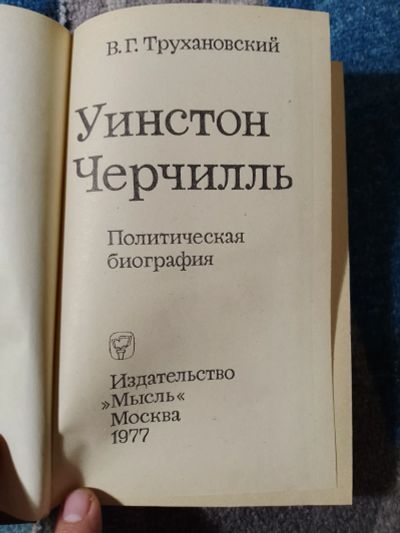 В. Г. Трухановский
Уинстон
Черчилль
Политическая
биография
Издательство
„Мысль“
Москва
1977